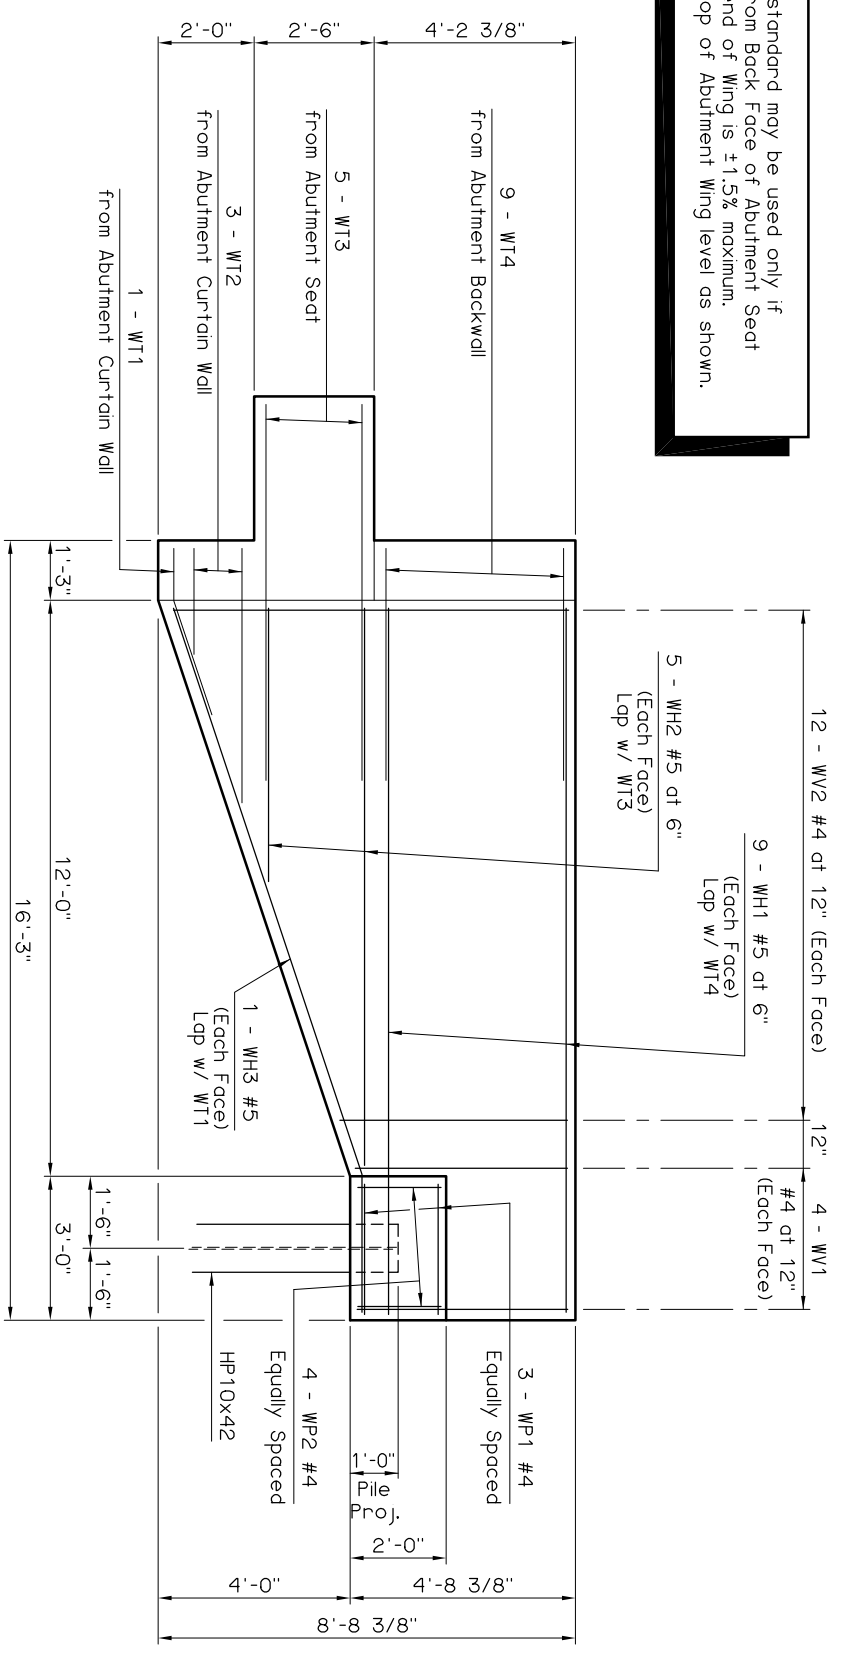 standard may be used only if
rom Back Face of Abutment Seat
nd of Wing is ±1.5% maximum.
op of Abutment Wing level as shown.
12 - WV2 #4 at 12" (Each Face)
12"
4 - WV1
#4 at 12"
(Each Face)
9 - WH1 #5 at 6"
(Each Face)
Lap w/ WT4
5 - WH2 #5 at 6"
(Each Face)
Lap w/ WT3
4'-2 3/8"
2'-6"
2'-0"
9 - WT4
from Abutment Backwall
5 - WT3
from Abutment Seat
3 - WT2
from Abutment Curtain Wall
1 - WT1
from Abutment Curtain Wall
3 - WP1 #4
Equally Spaced
4 - WP2 #4
Equally Spaced
HP10x42
1 - WH3 #5
(Each Face)
Lap w/ WT1
1'-0"
Pile
Proj.
2'-0"
4'-8 3/8"
4'-0"
8'-8 3/8"
1'-6"
1'-6"
1'-3"
12'-0"
3'-0"
16'-3"